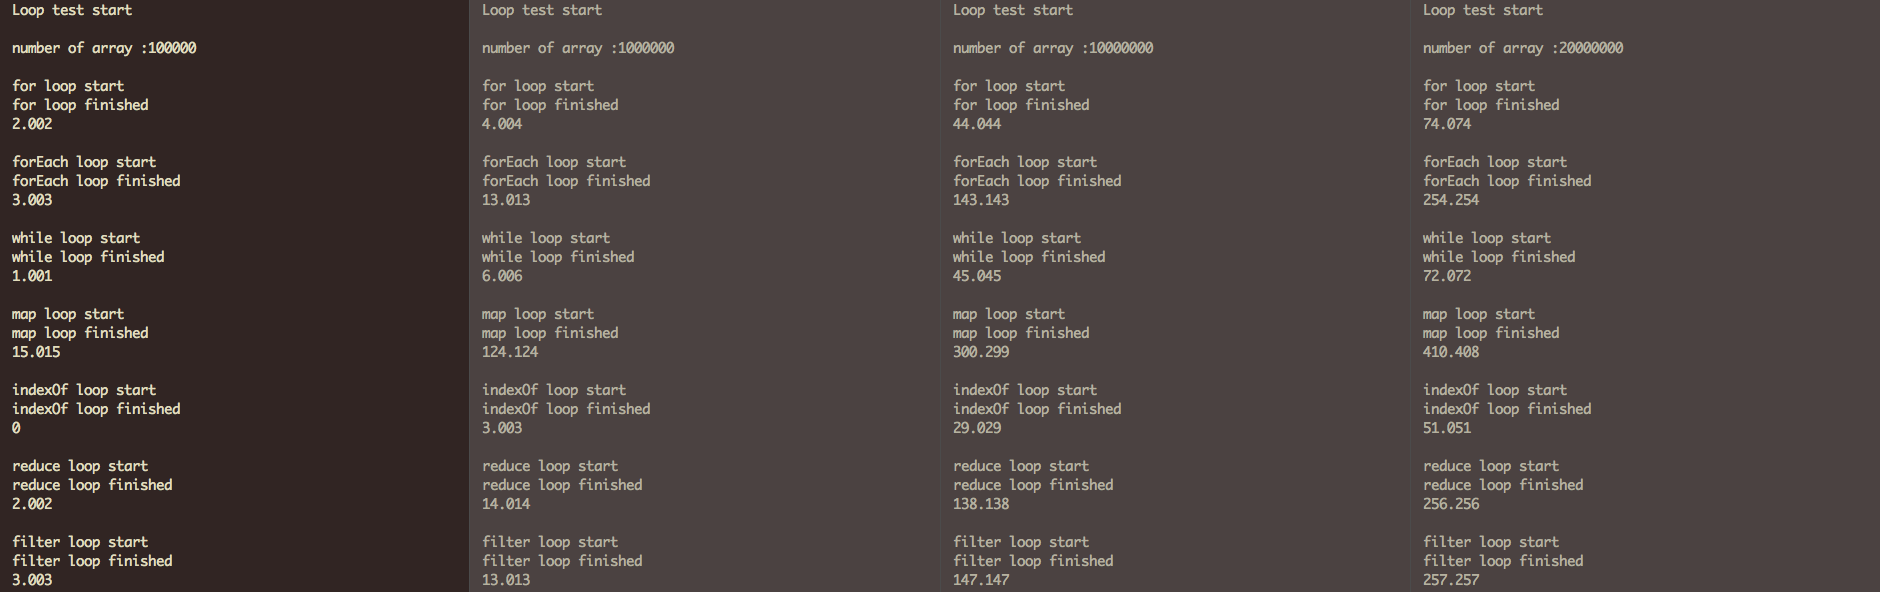 Loop test start
number of array :100000
for loop start
for loop finished
2.002
forEach loop start
forEach loop finished
3.003
while loop start
while loop finished
1.001
map loop start
map loop finished
15.015
indexOf loop start
indexOf loop finished
0
reduce loop start
reduce loop finished
2.002
filter loop start
filter loop finished
3.003
Loop test start
number of array :1000000
for loop start
for loop finished
4.004
forEach loop start
forEach loop finished
13.013
while loop start
while loop finished
6.006
map loop start
map loop finished
124.124
indexOf loop start
indexOf loop finished
3.003
reduce loop start
reduce loop finished
14.014
filter loop start
filter loop finished
13.013
Loop test start
number of array :10000000
for loop start
for loop finished
44.044
forEach loop start
forEach loop finished
143.143
while loop start
while loop finished
45.045
map loop start
map loop finished
300.299
indexOf loop start
indexOf loop finished
29.029
reduce loop start
reduce loop finished
138.138
filter loop start
filter loop finished
147.147
Loop test start
number of array :20000000
for loop start
for loop finished
74.074
forEach loop start
forEach loop finished
254.254
while loop start
while loop finished
72.072
map loop start
map loop finished
410.408
indexOf loop start
indexOf loop finished
51.051
reduce loop start
reduce loop finished
256.256
filter loop start
filter loop finished
257.257